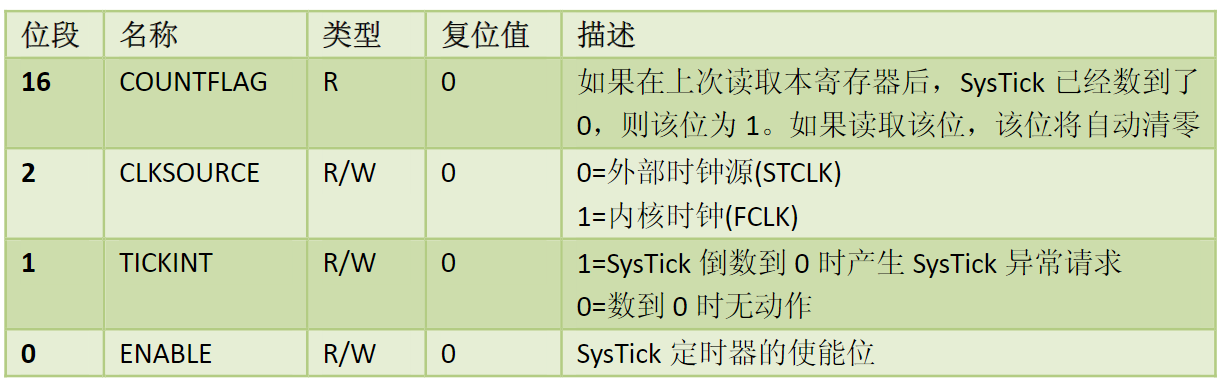 位段 名称 类型 复位值 描述
16 COUNTFLAG R 0 如果在上次读取本寄存器后，SysTick 已经数到了
0，则该位为 1。如果读取该位，该位将自动清零
2 CLKSOURCE R/W 0 0=外部时钟源(STCLK)
1=内核时钟(FCLK)
1 TICKINT R/W 0 1=SysTick 倒数到 0 时产生 SysTick 异常请求
0=数到 0 时无动作
0 ENABLE R/W 0 SysTick 定时器的使能位